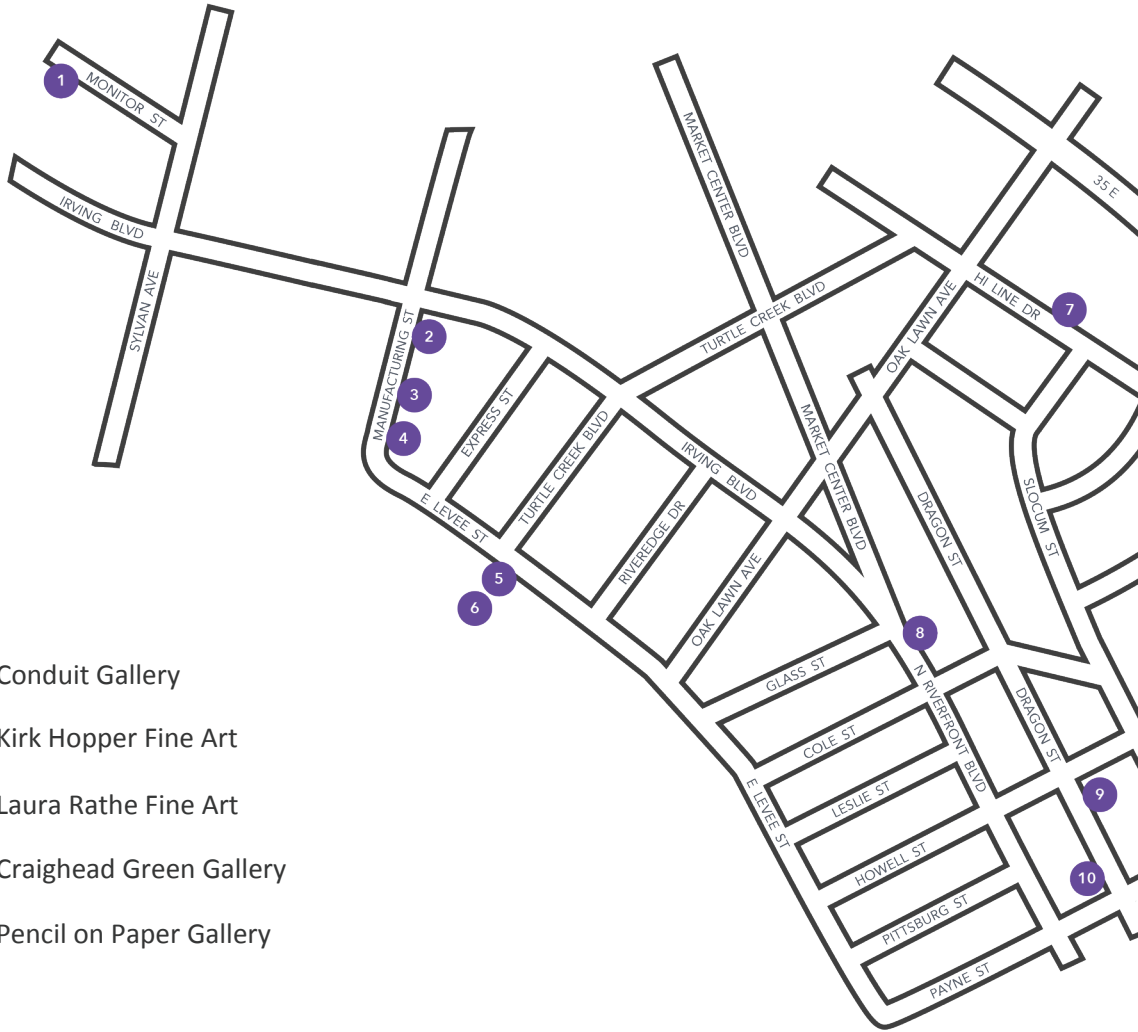 1
MONITOR ST
IRVING BLVD
SYLVAN AVE
MARKET CENTER BLVD
35 E
TURTLE CREEK BLVD
HI LINE DR
7
OAK LAWN AVE
MANUFACTURING ST
2
3
4
EXPRESS ST
TURTLE CREEK BLVD
E LEVEE ST
IRVING BLVD
MARKET CENTER BLVD
RIVEREDGE DR
OAK LAWN AVE
DRAGON ST
SLOCUM ST
5
6
8
GLASS ST
N RIVERFRONT BLVD
DRAGON ST
COLE ST
LESLIE ST
E LEVEE ST
HOWELL ST
PITTSBURG ST
PAYNE ST
9
10
Conduit Gallery
Kirk Hopper Fine Art
Laura Rathe Fine Art
Craighead Green Gallery
Pencil on Paper Gallery